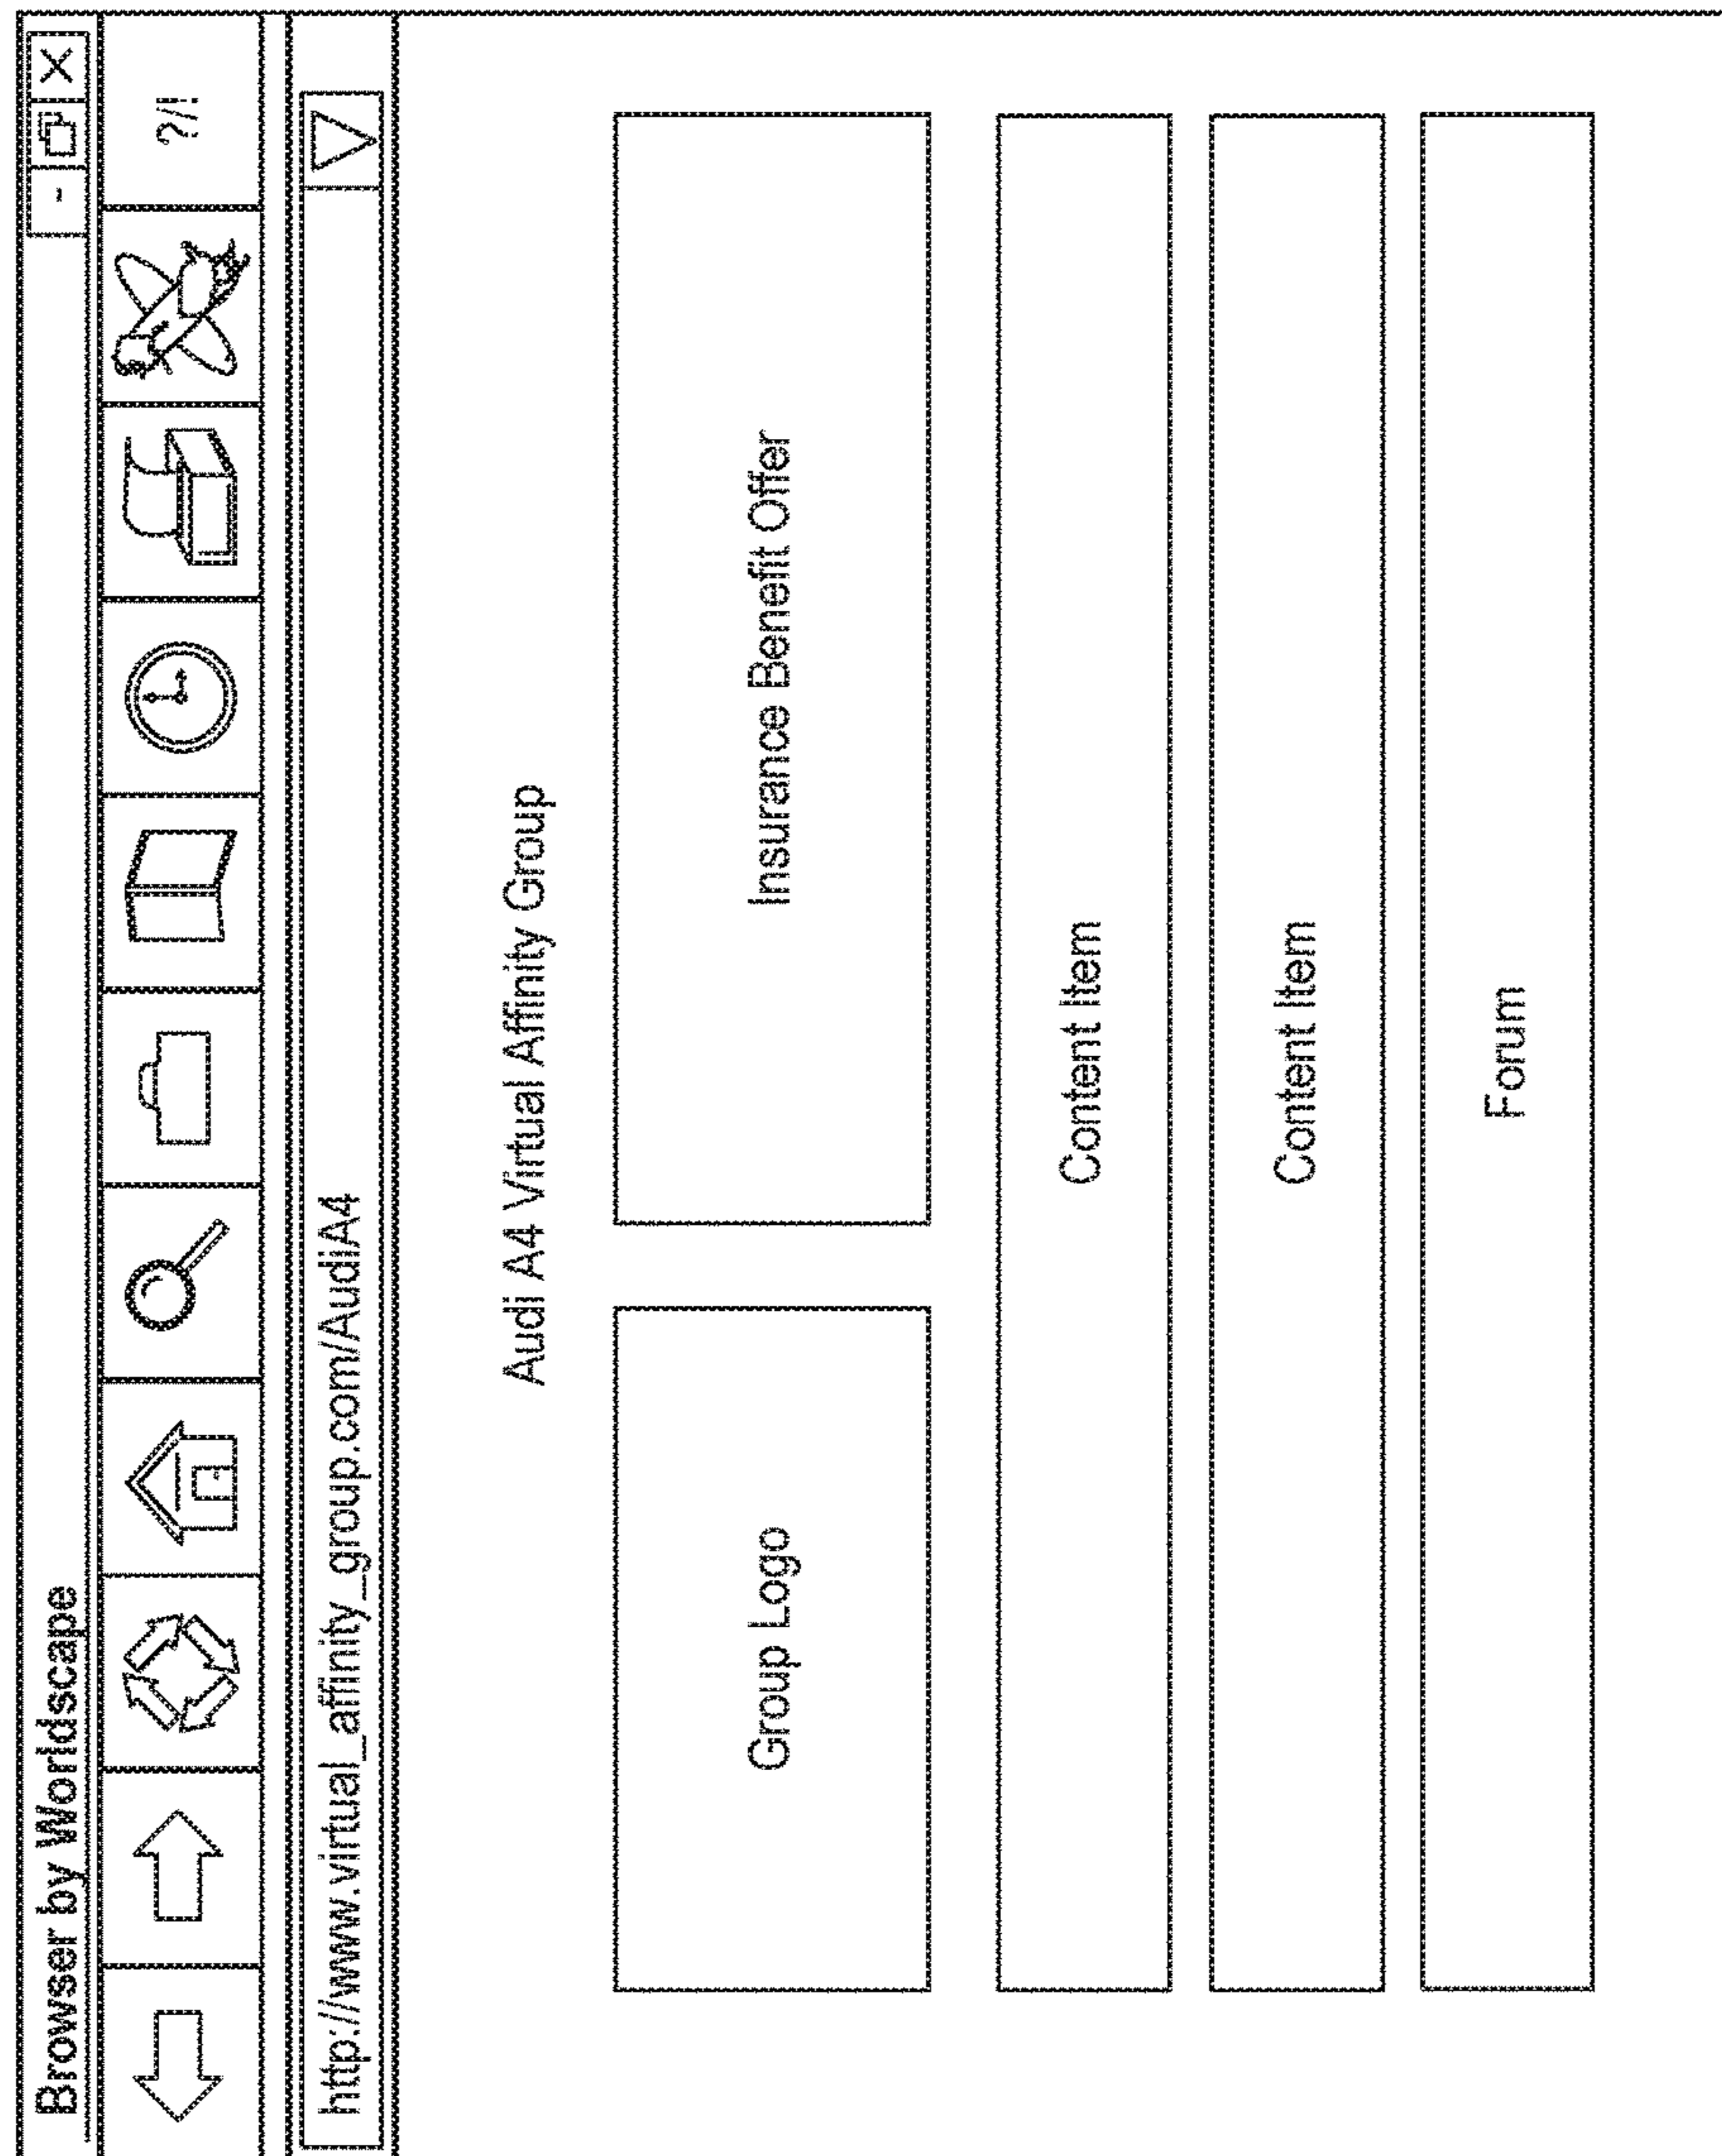 Browser by Worldscape
- X
?/!
http://www.virtual_affinity_group.com/AudiA4
Audi A4 Virtual Affinity Group
Group Logo
Insurance Benefit Offer
Content Item
Content Item
Forum